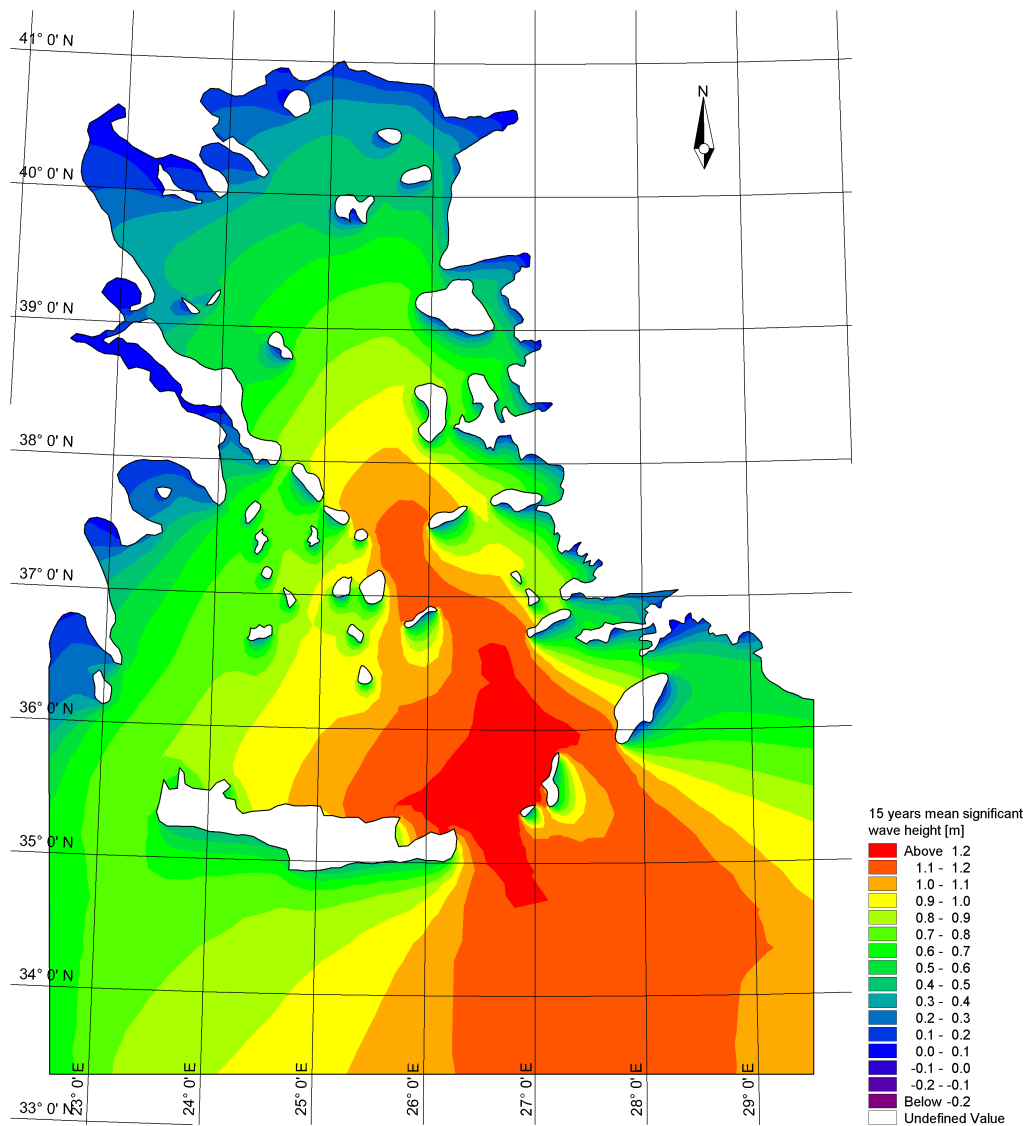 41° 0' N
N
40° 0' N
39° 0' N
38° 0' N
37° 0' N
36° 0' N
35° 0' N
34° 0' N
33° 0' N
23° 0' E
24° 0' E
25° 0' E
26° 0' E
27° 0' E
28° 0' E
29° 0' E
15 years mean significant
wave height [m]
Above 1.2
1.1 - 1.2
1.0 - 1.1
0.9 - 1.0
0.8 - 0.9
0.7 - 0.8
0.6 - 0.7
0.5 - 0.6
0.4 - 0.5
0.3 - 0.4
0.2 - 0.3
0.1 - 0.2
0.0 - 0.1
-0.1 - 0.0
-0.2 - -0.1
Below -0.2
Undefined Value